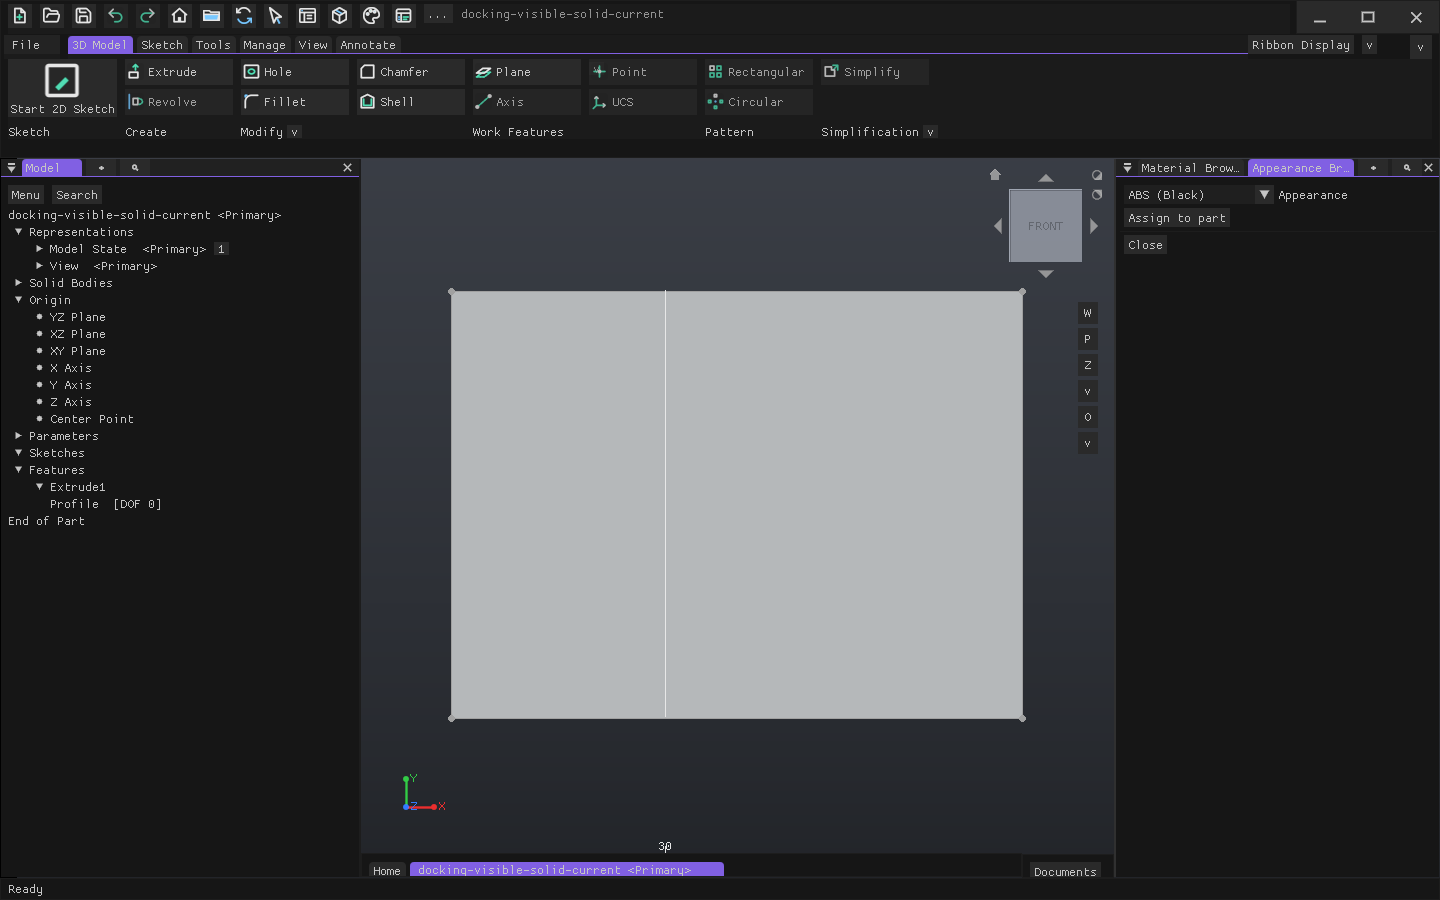 ... docking-visible-solid-current
File 3D Model Sketch Tools Manage View Annotate Ribbon Display v v
Extrude Hole Chamfer Plane Point Rectangular Simplify
Start 2D Sketch Revolve Fillet Shell Axis UCS Circular
Sketch Create Modify v Work Features Pattern Simplification v
Model
Menu Search
docking-visible-solid-current <Primary>
Representations
Model State <Primary> 1
View <Primary>
Solid Bodies
Origin
YZ Plane
XZ Plane
XY Plane
X Axis
Y Axis
Z Axis
Center Point
Parameters
Sketches
Features
Extrude1
Profile [DOF 0]
End of Part
FRONT
W
P
Z
v
O
v
Y
Z X
30
Home docking-visible-solid-current <Primary> Documents
Material Brow… Appearance Br…
ABS (Black) Appearance
Assign to part
Close
Ready